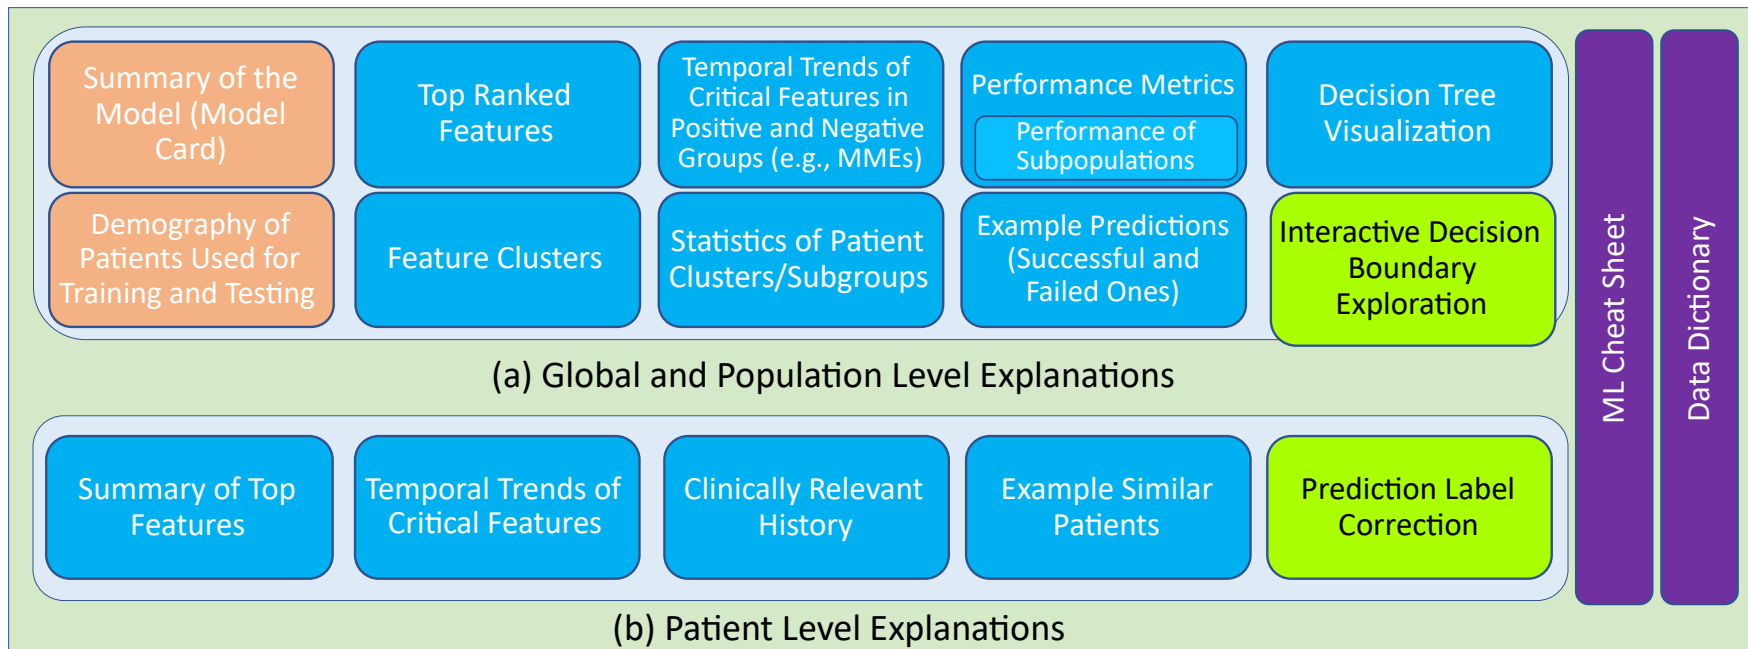 Summary of the
Model (Model
Card)
Top Ranked
Features
Temporal Trends of
Critical Features in
Positive and Negative
Groups (e.g., MMEs)
Performance Metrics
Performance of
Subpopulations
Decision Tree
Visualization
Demography of
Patients Used for
Training and Testing
Feature Clusters
Statistics of Patient
Clusters/Subgroups
Example Predictions
(Successful and
Failed Ones)
Interactive Decision
Boundary
Exploration
(a) Global and Population Level Explanations
Summary of Top
Features
Temporal Trends of
Critical Features
Clinically Relevant
History
Example Similar
Patients
Prediction Label
Correction
(b) Patient Level Explanations
ML Cheat Sheet
Data Dictionary